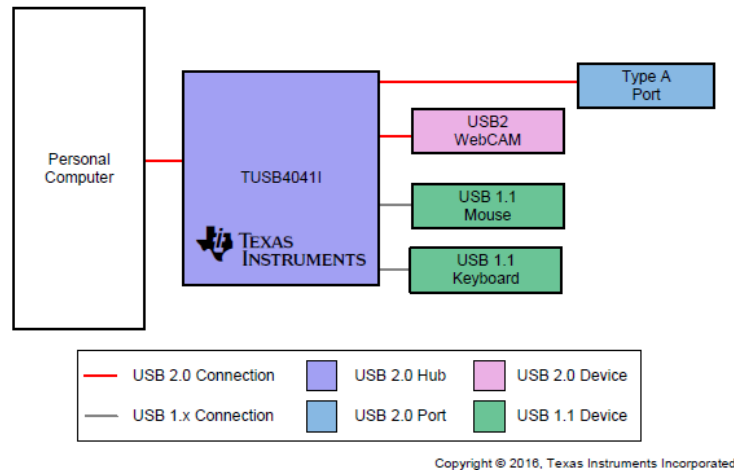 Personal
Computer
TUSB4041I
TEXAS
INSTRUMENTS
Type A
Port
USB2
WebCAM
USB 1.1
Mouse
USB 1.1
Keyboard
USB 2.0 Connection
USB 2.0 Hub
USB 2.0 Device
USB 1.x Connection
USB 2.0 Port
USB 1.1 Device
Copyright © 2016, Texas Instruments Incorporated